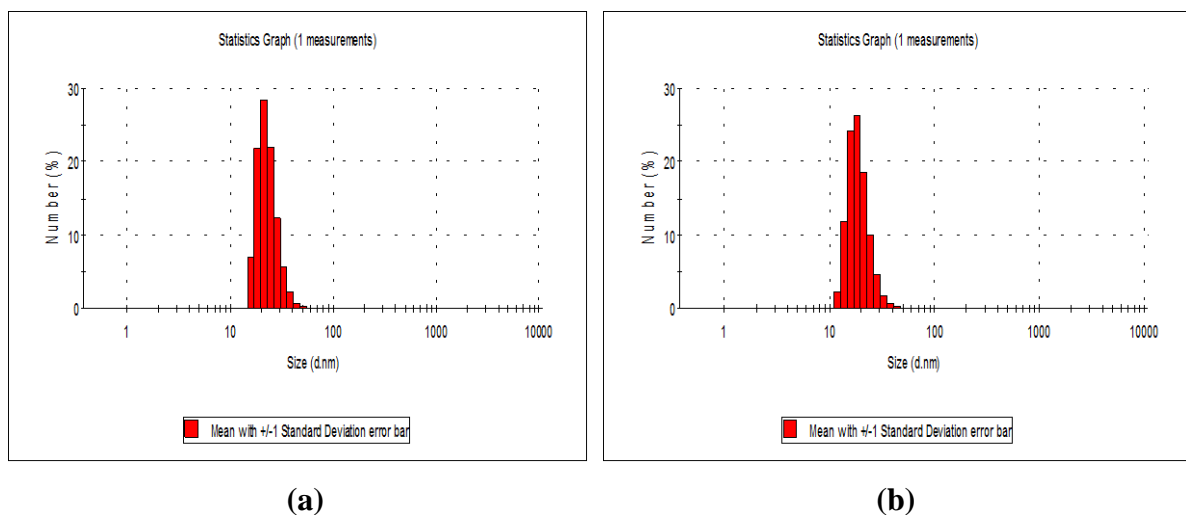 Statistics Graph (1 measurements)
30
20
10
0
Number (%)
1 10 100 1000 10000
Size (d.nm)
Mean with +/-1 Standard Deviation error bar
(a)
Statistics Graph (1 measurements)
30
20
10
0
Number (%)
1 10 100 1000 10000
Size (d.nm)
Mean with +/-1 Standard Deviation error bar
(b)